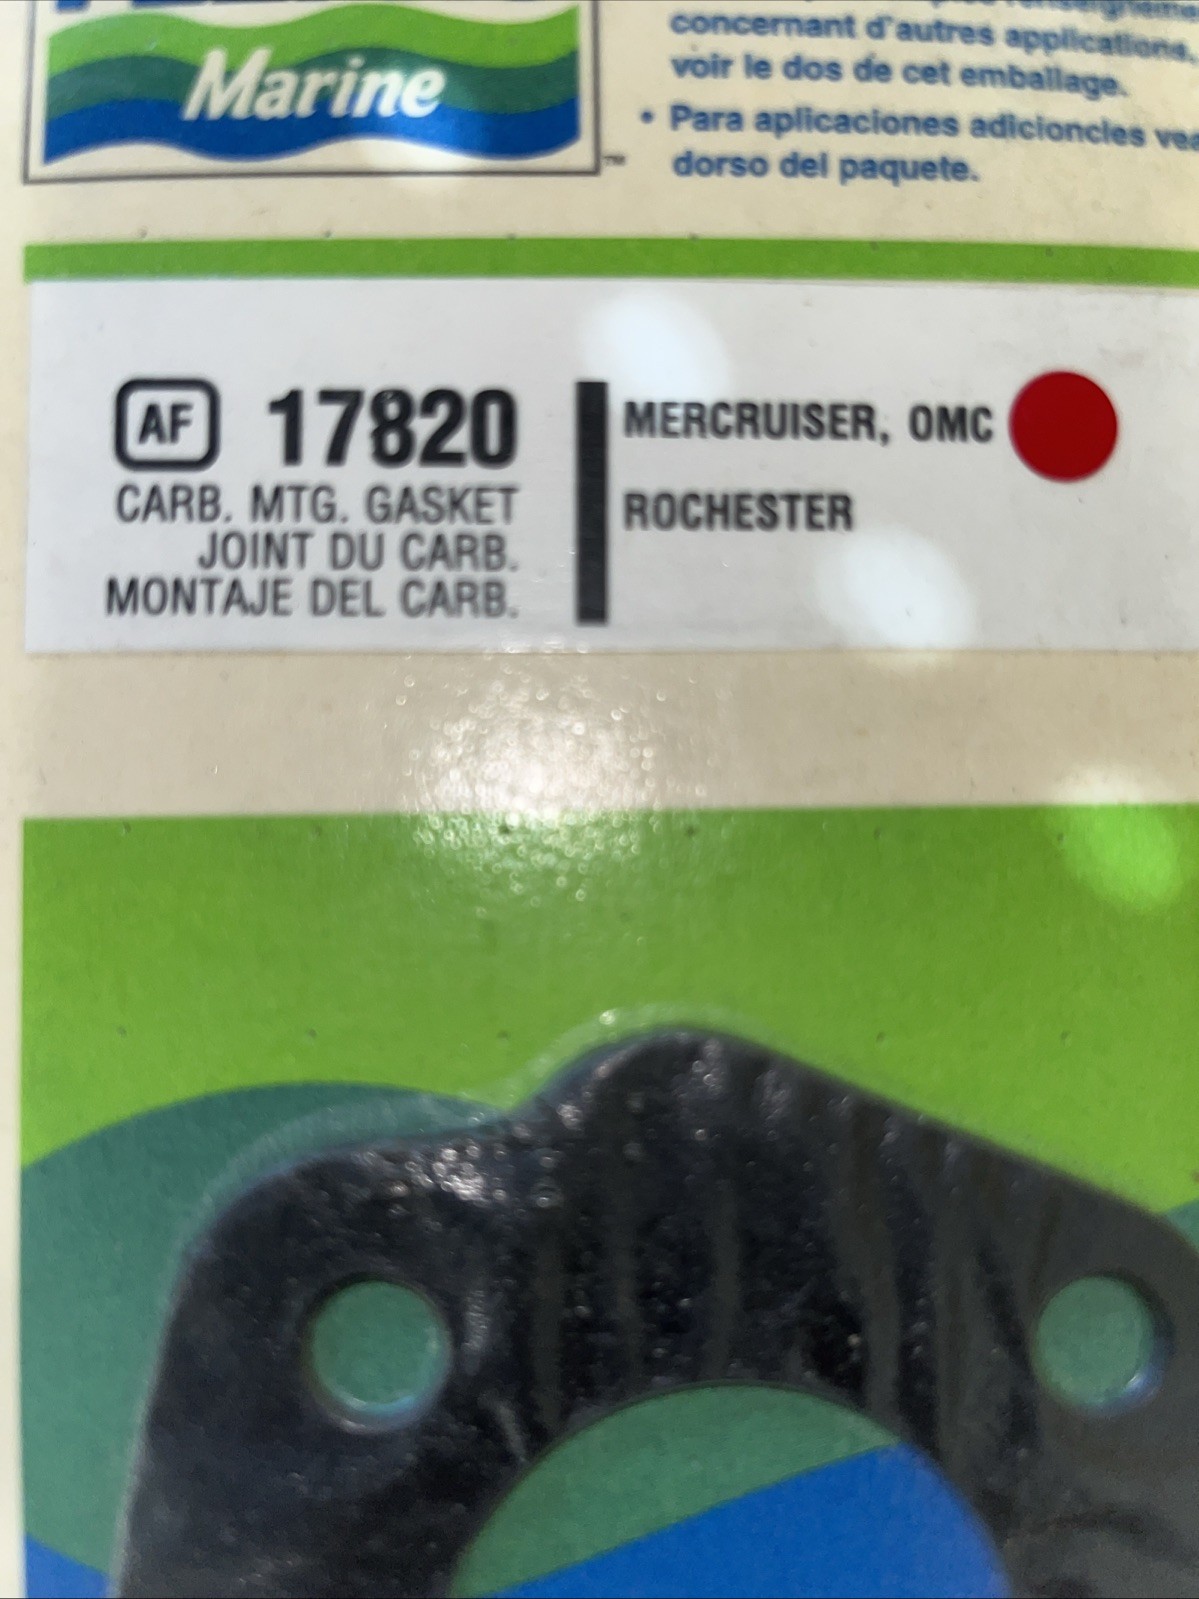 Marine
™
concernant d'autres applications,
voir le dos de cet emballage.
• Para aplicaciones adicioncles
dorso del paquete.
AF 17820
CARB. MTG. GASKET
JOINT DU CARB.
MONTAJE DEL CARB.
MERCRUISER, OMC
ROCHESTER